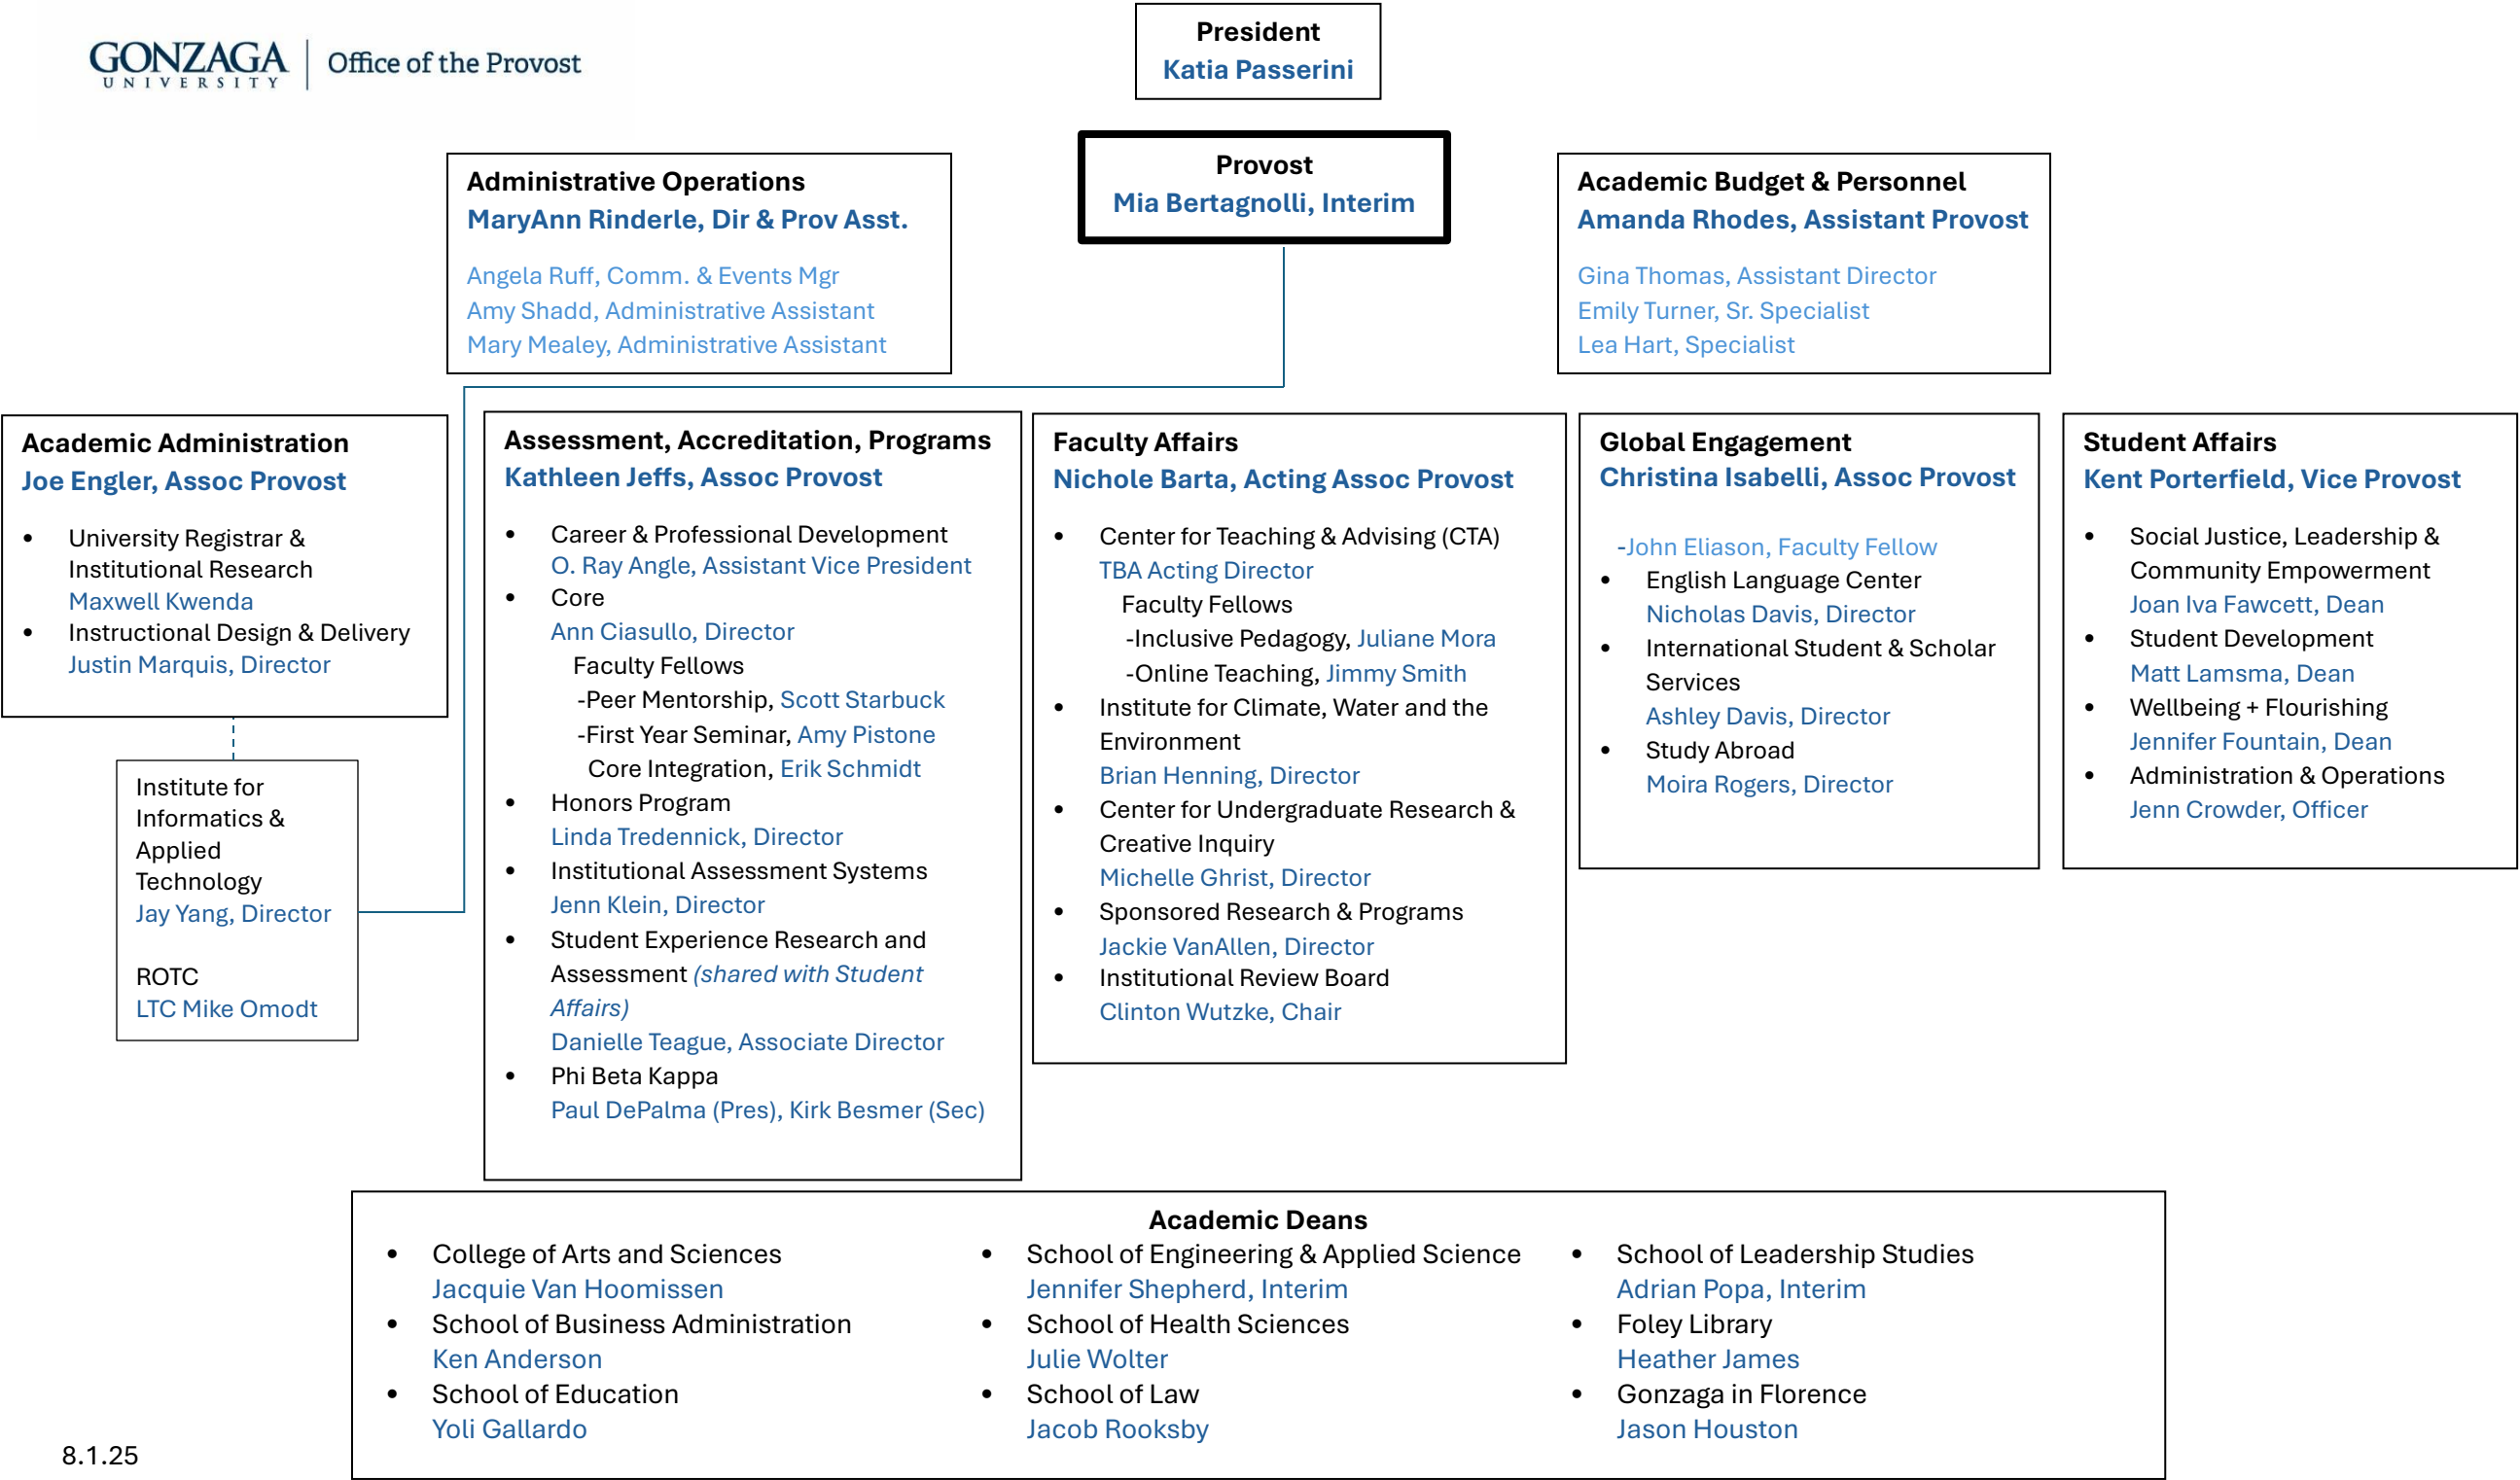 GONZAGA
UNIVERSITY
Office of the Provost
President
Katia Passerini
Provost
Mia Bertagnolli, Interim
Administrative Operations
MaryAnn Rinderle, Dir & Prov Asst.
Angela Ruff, Comm. & Events Mgr
Amy Shadd, Administrative Assistant
Mary Mealey, Administrative Assistant
Academic Budget & Personnel
Amanda Rhodes, Assistant Provost
Gina Thomas, Assistant Director
Emily Turner, Sr. Specialist
Lea Hart, Specialist
Academic Administration
Joe Engler, Assoc Provost
• University Registrar &
Institutional Research
Maxwell Kwenda
• Instructional Design & Delivery
Justin Marquis, Director
Institute for
Informatics &
Applied
Technology
Jay Yang, Director
ROTC
LTC Mike Omodt
Assessment, Accreditation, Programs
Kathleen Jeffs, Assoc Provost
• Career & Professional Development
O. Ray Angle, Assistant Vice President
• Core
Ann Ciasullo, Director
Faculty Fellows
-Peer Mentorship, Scott Starbuck
-First Year Seminar, Amy Pistone
Core Integration, Erik Schmidt
• Honors Program
Linda Tredennick, Director
• Institutional Assessment Systems
Jenn Klein, Director
• Student Experience Research and
Assessment (shared with Student
Affairs)
Danielle Teague, Associate Director
• Phi Beta Kappa
Paul DePalma (Pres), Kirk Besmer (Sec)
Faculty Affairs
Nichole Barta, Acting Assoc Provost
• Center for Teaching & Advising (CTA)
TBA Acting Director
Faculty Fellows
-Inclusive Pedagogy, Juliane Mora
-Online Teaching, Jimmy Smith
• Institute for Climate, Water and the
Environment
Brian Henning, Director
• Center for Undergraduate Research &
Creative Inquiry
Michelle Ghrist, Director
• Sponsored Research & Programs
Jackie VanAllen, Director
• Institutional Review Board
Clinton Wutzke, Chair
Global Engagement
Christina Isabelli, Assoc Provost
-John Eliason, Faculty Fellow
• English Language Center
Nicholas Davis, Director
• International Student & Scholar
Services
Ashley Davis, Director
• Study Abroad
Moira Rogers, Director
Student Affairs
Kent Porterfield, Vice Provost
• Social Justice, Leadership &
Community Empowerment
Joan Iva Fawcett, Dean
• Student Development
Matt Lamsma, Dean
• Wellbeing + Flourishing
Jennifer Fountain, Dean
• Administration & Operations
Jenn Crowder, Officer
Academic Deans
• College of Arts and Sciences
Jacquie Van Hoomissen
• School of Business Administration
Ken Anderson
• School of Education
Yoli Gallardo
• School of Engineering & Applied Science
Jennifer Shepherd, Interim
• School of Health Sciences
Julie Wolter
• School of Law
Jacob Rooksby
• School of Leadership Studies
Adrian Popa, Interim
• Foley Library
Heather James
• Gonzaga in Florence
Jason Houston
8.1.25